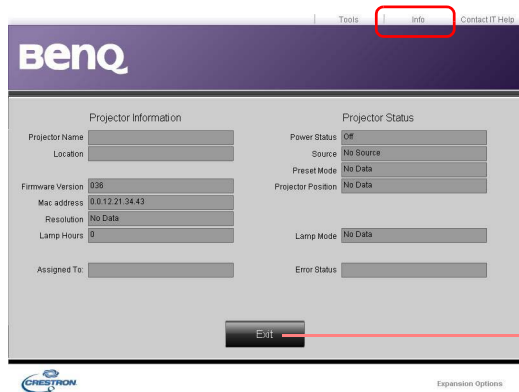 Tools Info Contact IT Help
BenQ
Projector Information
Projector Name
Location
Firmware Version 036
Mac address 0.0.12.21.34.43
Resolution No Data
Lamp Hours 0
Assigned To:
Projector Status
Power Status Off
Source No Source
Preset Mode No Data
Projector Position No Data
Lamp Mode No Data
Error Status
Exit
CRESTRON
Expansion Options